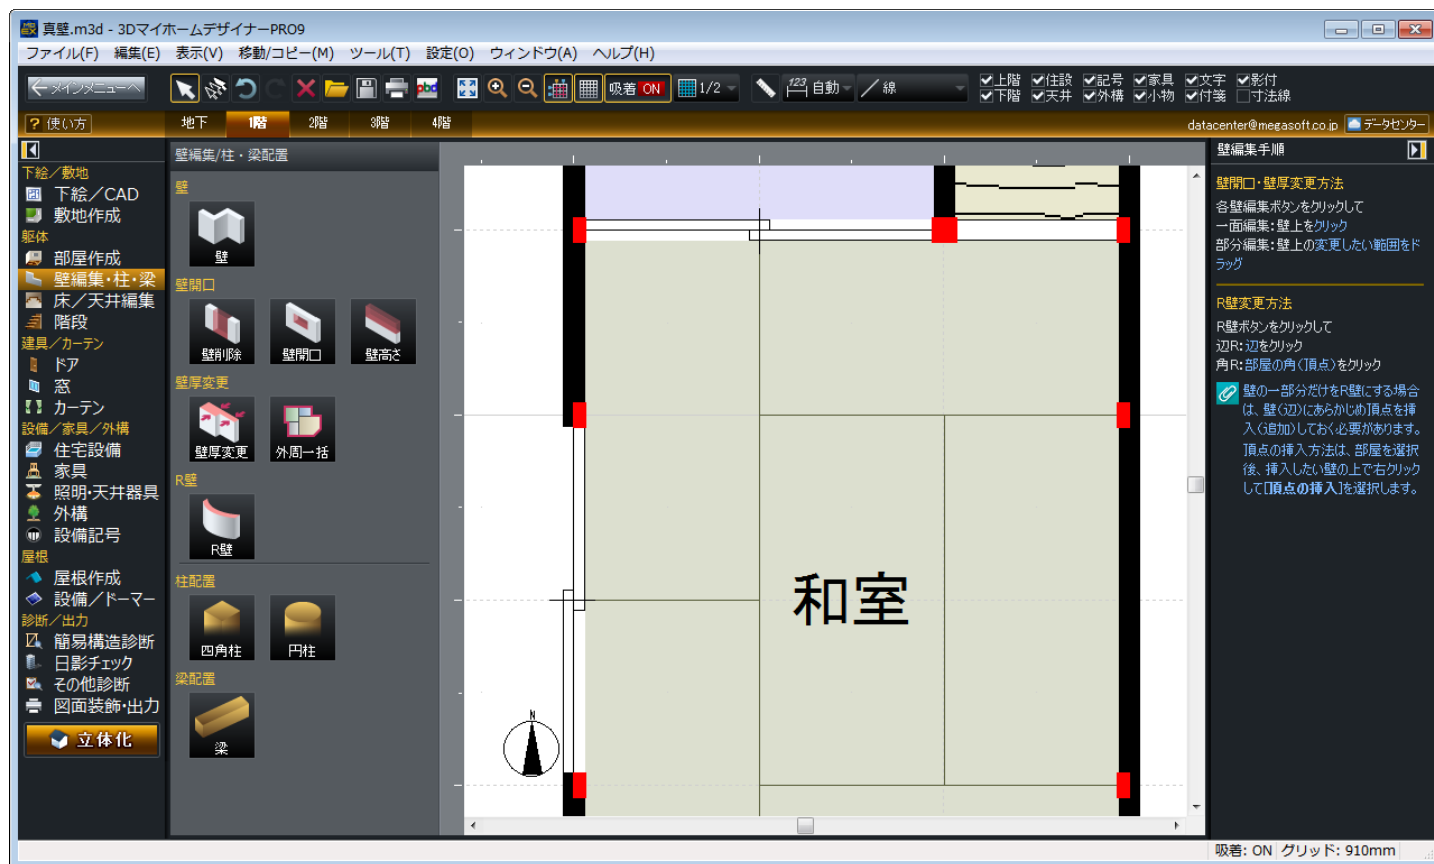 真壁.m3d - 3DマイホームデザイナーPRO9
ファイル(F) 編集(E) 表示(V) 移動/コピー(M) ツール(T) 設定(O) ウィンドウ(A) ヘルプ(H)
←メインメニューへ
pbd
吸着 ON
1/2
123 自動
線
✔上階 ✔住設 ✔記号 ✔家具 ✔文字 ✔影付
✔下階 ✔天井 ✔外構 ✔小物 ✔付箋 □寸法線
? 使い方
地下 1階 2階 3階 4階
datacenter@megasoft.co.jp データセンター
下絵／敷地
下絵／CAD
敷地作成
躯体
部屋作成
壁編集・柱・梁
床／天井編集
階段
建具／カーテン
ドア
窓
カーテン
設備／家具／外構
住宅設備
家具
照明・天井器具
外構
設備記号
屋根
屋根作成
設備／ドーマー
診断／出力
簡易構造診断
日影チェック
その他診断
図面装飾・出力
立体化
壁編集/柱・梁配置
壁
壁
壁開口
壁削除 壁開口 壁高さ
壁厚変更
壁厚変更 外周一括
R壁
R壁
柱配置
四角柱 円柱
梁配置
梁
和室
N
壁編集手順
壁開口・壁厚変更方法
各壁編集ボタンをクリックして
一面編集：壁上をクリック
部分編集：壁上の変更したい範囲をド
ラッグ
R壁変更方法
R壁ボタンをクリックして
辺R：辺をクリック
角R：部屋の角（頂点）をクリック
壁の一部分だけをR壁にする場合
は、壁（辺）にあらかじめ頂点を挿
入（追加）しておく必要があります。
頂点の挿入方法は、部屋を選択
後、挿入したい壁の上で右クリック
して[頂点の挿入]を選択します。
吸着: ON グリッド: 910mm